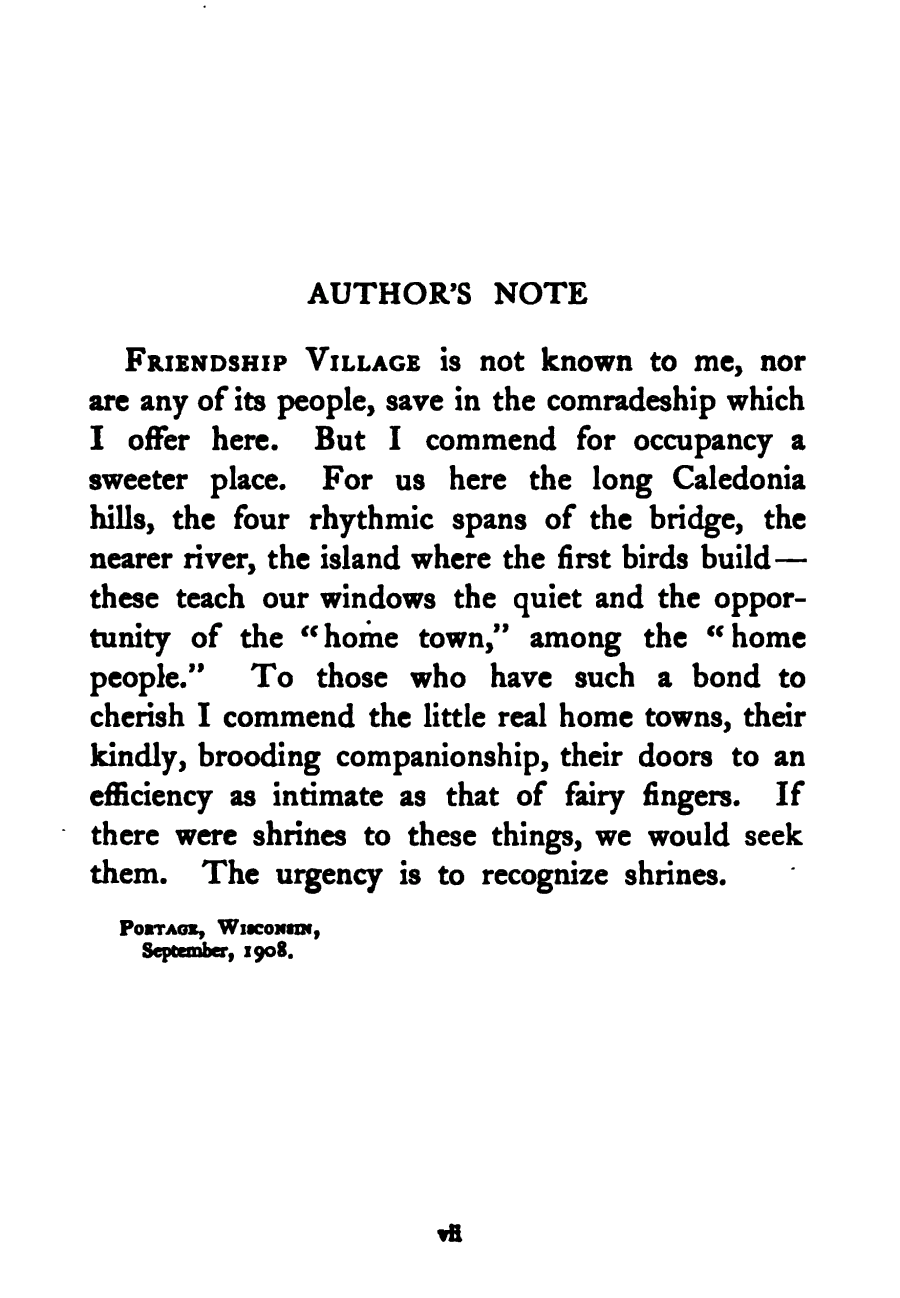 AUTHOR'S NOTE
Friendship Village is not known to me, nor
are any of its people, save in the comradeship which
I offer here. But I commend for occupancy a
sweeter place. For us here the long Caledonia
hills, the four rhythmic spans of the bridge, the
nearer river, the island where the first birds build—
these teach our windows the quiet and the oppor-
tunity of the "home town," among the "home
people." To those who have such a bond to
cherish I commend the little real home towns, their
kindly, brooding companionship, their doors to an
efficiency as intimate as that of fairy fingers. If
there were shrines to these things, we would seek
them. The urgency is to recognize shrines.
Portage, Wisconsin,
September, 1908.
vii